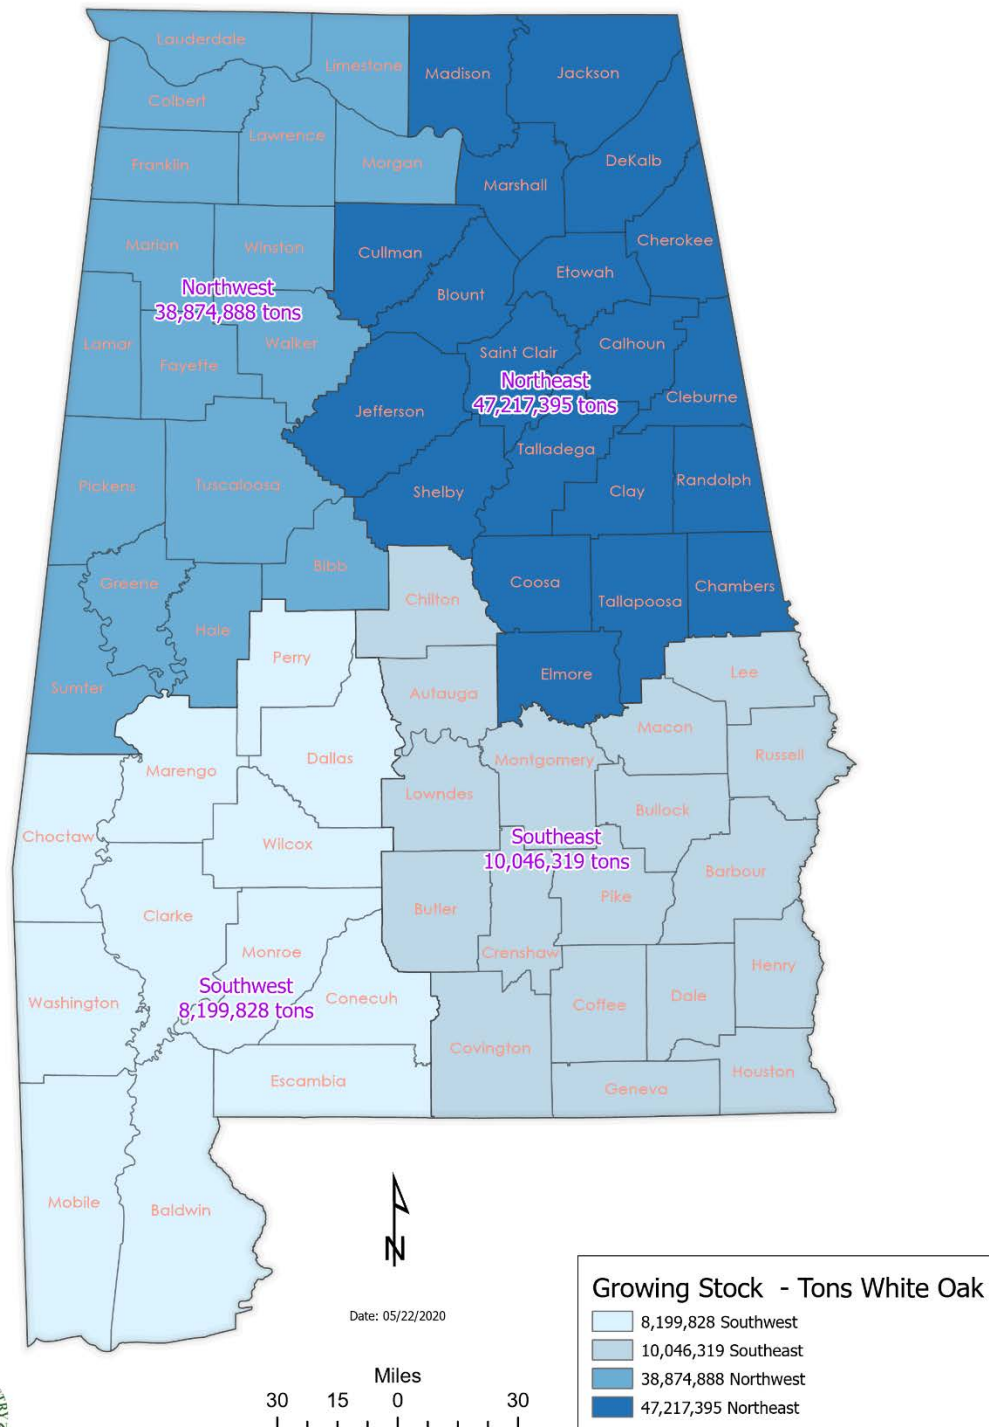 Lauderdale
Limestone
Madison
Jackson
Colbert
Lawrence
Franklin
Morgan
DeKalb
Marshall
Marion
Winston
Cullman
Cherokee
Etowah
Blount
Northwest
38,874,888 tons
Lamar
Fayette
Walker
Saint Clair
Calhoun
Northeast
47,217,395 tons
Cleburne
Jefferson
Talladega
Pickens
Tuscaloosa
Shelby
Clay
Randolph
Greene
Bibb
Coosa
Chambers
Chilton
Tallapoosa
Hale
Perry
Elmore
Lee
Sumter
Autauga
Macon
Marengo
Dallas
Montgomery
Russell
Lowndes
Bullock
Choctaw
Wilcox
Southeast
10,046,319 tons
Barbour
Clarke
Butler
Pike
Monroe
Crenshaw
Henry
Southwest
8,199,828 tons
Washington
Conecuh
Coffee
Dale
Covington
Escambia
Geneva
Houston
Mobile
Baldwin
N
Date: 05/22/2020
Miles
30 15 0 30
Growing Stock - Tons White Oak
8,199,828 Southwest
10,046,319 Southeast
38,874,888 Northwest
47,217,395 Northeast